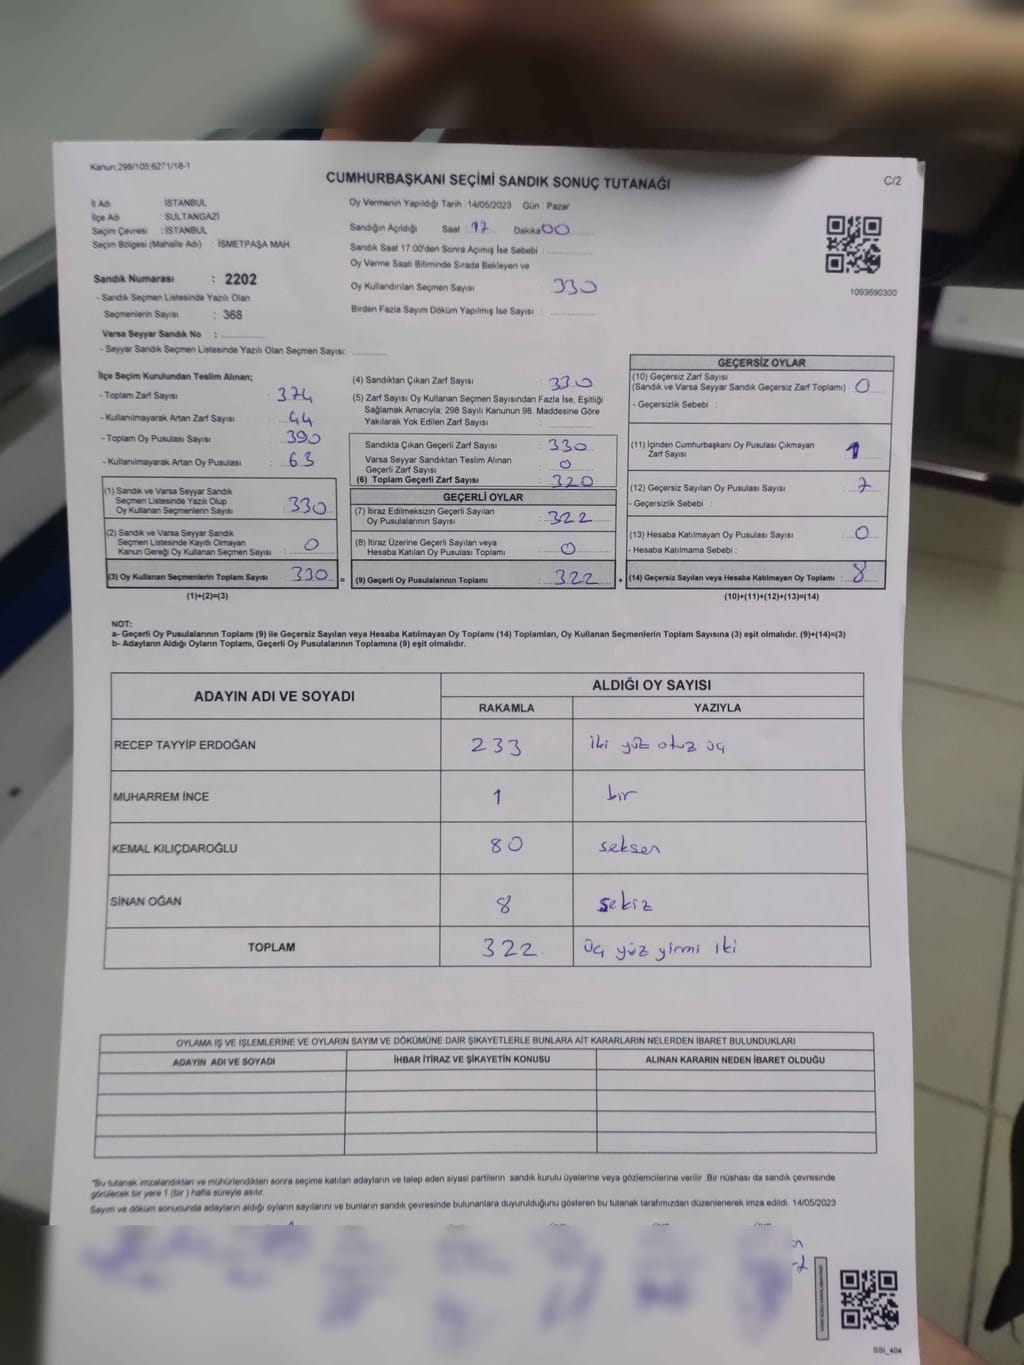 Kanun:298/105;6271/18-1
CUMHURBAŞKANI SEÇİMİ SANDIK SONUÇ TUTANAĞI
C/2
İl Adı : İSTANBUL
İlçe Adı : SULTANGAZİ
Seçim Çevresi : İSTANBUL
Seçim Bölgesi (Mahalle Adı) : İSMETPAŞA MAH.
Sandık Numarası : 2202
- Sandık Seçmen Listesinde Yazılı Olan
Seçmenlerin Sayısı : 368
Varsa Seyyar Sandık No :
- Seyyar Sandık Seçmen Listesinde Yazılı Olan Seçmen Sayısı:
Oy Vermenin Yapıldığı Tarih : 14/05/2023 Gün : Pazar
Sandığın Açıldığı Saat : 17 Dakika 00
Sandık Saat 17:00'den Sonra Açımış İse Sebebi :
Oy Verme Saati Bitiminde Sırada Bekleyen ve
Oy Kullandırılan Seçmen Sayısı : 330
Birden Fazla Sayım Döküm Yapılmış İse Sayısı :
1093690300
İlçe Seçim Kurulundan Teslim Alınan;
- Toplam Zarf Sayısı : 374
- Kullanılmayarak Artan Zarf Sayısı : 44
- Toplam Oy Pusulası Sayısı : 390
- Kullanılmayarak Artan Oy Pusulası : 63
(1) Sandık ve Varsa Seyyar Sandık
Seçmen Listesinde Yazılı Olup
Oy Kullanan Seçmenlerin Sayısı : 330
(2) Sandık ve Varsa Seyyar Sandık
Seçmen Listesinde Kayıtlı Olmayan
Kanun Gereği Oy Kullanan Seçmen Sayısı : 0
(3) Oy Kullanan Seçmenlerin Toplam Sayısı : 330 =
(1)+(2)=(3)
(4) Sandıktan Çıkan Zarf Sayısı : 330
(5) Zarf Sayısı Oy Kullanan Seçmen Sayısından Fazla İse, Eşitliği
Sağlamak Amacıyla; 298 Sayılı Kanunun 98. Maddesine Göre
Yakılarak Yok Edilen Zarf Sayısı :
Sandıkta Çıkan Geçerli Zarf Sayısı : 330
Varsa Seyyar Sandıktan Teslim Alınan
Geçerli Zarf Sayısı : 0
(6) Toplam Geçerli Zarf Sayısı : 320
GEÇERLİ OYLAR
(7) İtiraz Edilmeksizin Geçerli Sayılan
Oy Pusulalarının Sayısı : 322
(8) İtiraz Üzerine Geçerli Sayılan veya
Hesaba Katılan Oy Pusulası Toplamı : 0
(9) Geçerli Oy Pusulalarının Toplamı : 322 +
GEÇERSİZ OYLAR
(10) Geçersiz Zarf Sayısı
(Sandık ve Varsa Seyyar Sandık Geçersiz Zarf Toplamı) : 0
- Geçersizlik Sebebi :
(11) İçinden Cumhurbaşkanı Oy Pusulası Çıkmayan
Zarf Sayısı : 1
(12) Geçersiz Sayılan Oy Pusulası Sayısı : 7
- Geçersizlik Sebebi :
(13) Hesaba Katılmayan Oy Pusulası Sayısı : 0
- Hesaba Katılmama Sebebi :
(14) Geçersiz Sayılan veya Hesaba Katılmayan Oy Toplamı : 8
(10)+(11)+(12)+(13)=(14)
NOT:
a- Geçerli Oy Pusulalarının Toplamı (9) ile Geçersiz Sayılan veya Hesaba Katılmayan Oy Toplamı (14) Toplamları, Oy Kullanan Seçmenlerin Toplam Sayısına (3) eşit olmalıdır. (9)+(14)=(3)
b- Adayların Aldığı Oyların Toplamı, Geçerli Oy Pusulalarının Toplamına (9) eşit olmalıdır.
ADAYIN ADI VE SOYADI
ALDIĞI OY SAYISI
RAKAMLA YAZIYLA
RECEP TAYYİP ERDOĞAN 233 iki yüz otuz üç
MUHARREM İNCE 1 bir
KEMAL KILIÇDAROĞLU 80 seksen
SİNAN OĞAN 8 sekiz
TOPLAM 322 üç yüz yirmi iki
OYLAMA İŞ VE İŞLEMLERİNE VE OYLARIN SAYIM VE DÖKÜMÜNE DAİR ŞİKAYETLERLE BUNLARA AİT KARARLARIN NELERDEN İBARET BULUNDUKLARI
ADAYIN ADI VE SOYADI İHBAR İTİRAZ VE ŞİKAYETİN KONUSU ALINAN KARARIN NEDEN İBARET OLDUĞU
"Bu tutanak imzalandıktan ve mühürlendikten sonra seçime katılan adayların ve talep eden siyasi partilerin sandık kurulu üyelerine veya gözlemcilerine verilir .Bir nüshası da sandık çevresinde
görülecek bir yere 1 (bir ) hafta süreyle asılır.
Sayım ve döküm sonucunda adayların aldığı oyların sayılarını ve bunların sandık çevresinde bulunanlara duyurulduğunu gösteren bu tutanak tarafımızdan düzenlenerek imza edildi. 14/05/2023
SSI_404